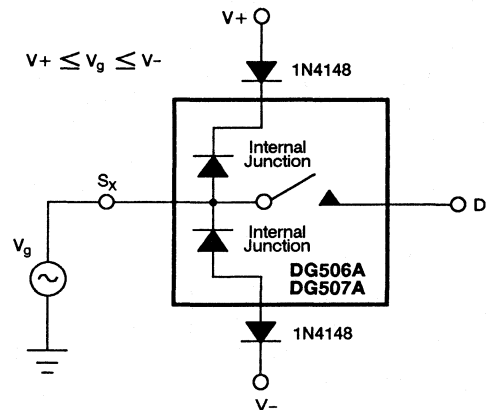 V+
1N4148
V+ ≤ Vg ≤ V−
Internal
Junction
SX
D
Vg
Internal
Junction
DG506A
DG507A
1N4148
V−